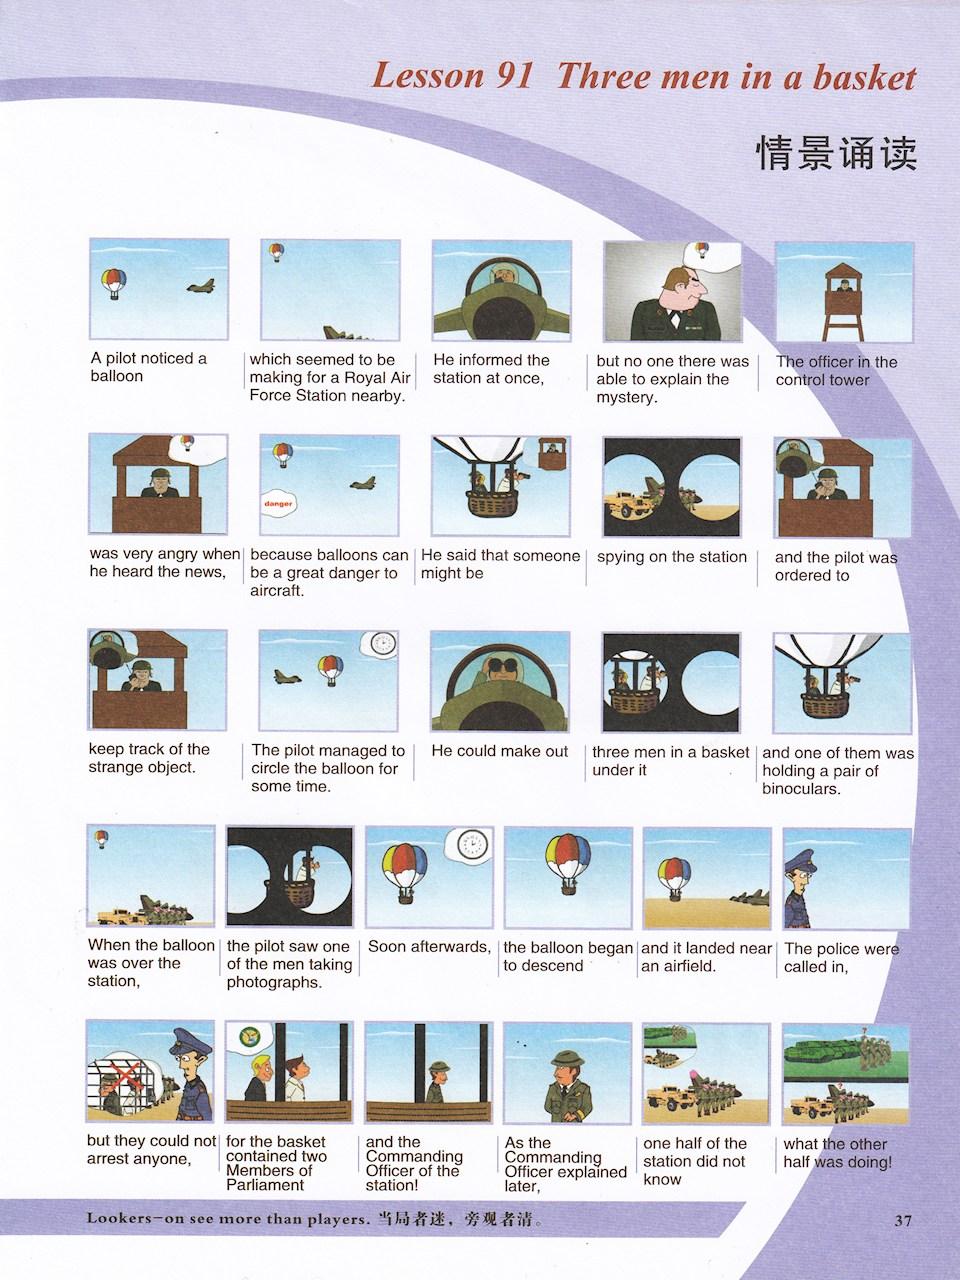 Lesson 91 Three men in a basket
情景诵读
A pilot noticed a
balloon
which seemed to be
making for a Royal Air
Force Station nearby.
He informed the
station at once,
but no one there was
able to explain the
mystery.
The officer in the
control tower
danger
was very angry when
he heard the news,
because balloons can
be a great danger to
aircraft.
He said that someone
might be
spying on the station
and the pilot was
ordered to
keep track of the
strange object.
The pilot managed to
circle the balloon for
some time.
He could make out
three men in a basket
under it
and one of them was
holding a pair of
binoculars.
When the balloon
was over the
station,
the pilot saw one
of the men taking
photographs.
Soon afterwards,
the balloon began
to descend
and it landed near
an airfield.
The police were
called in,
but they could not
arrest anyone,
for the basket
contained two
Members of
Parliament
and the
Commanding
Officer of the
station!
As the
Commanding
Officer explained
later,
one half of the
station did not
know
what the other
half was doing!
Lookers-on see more than players. 当局者迷，旁观者清。
37